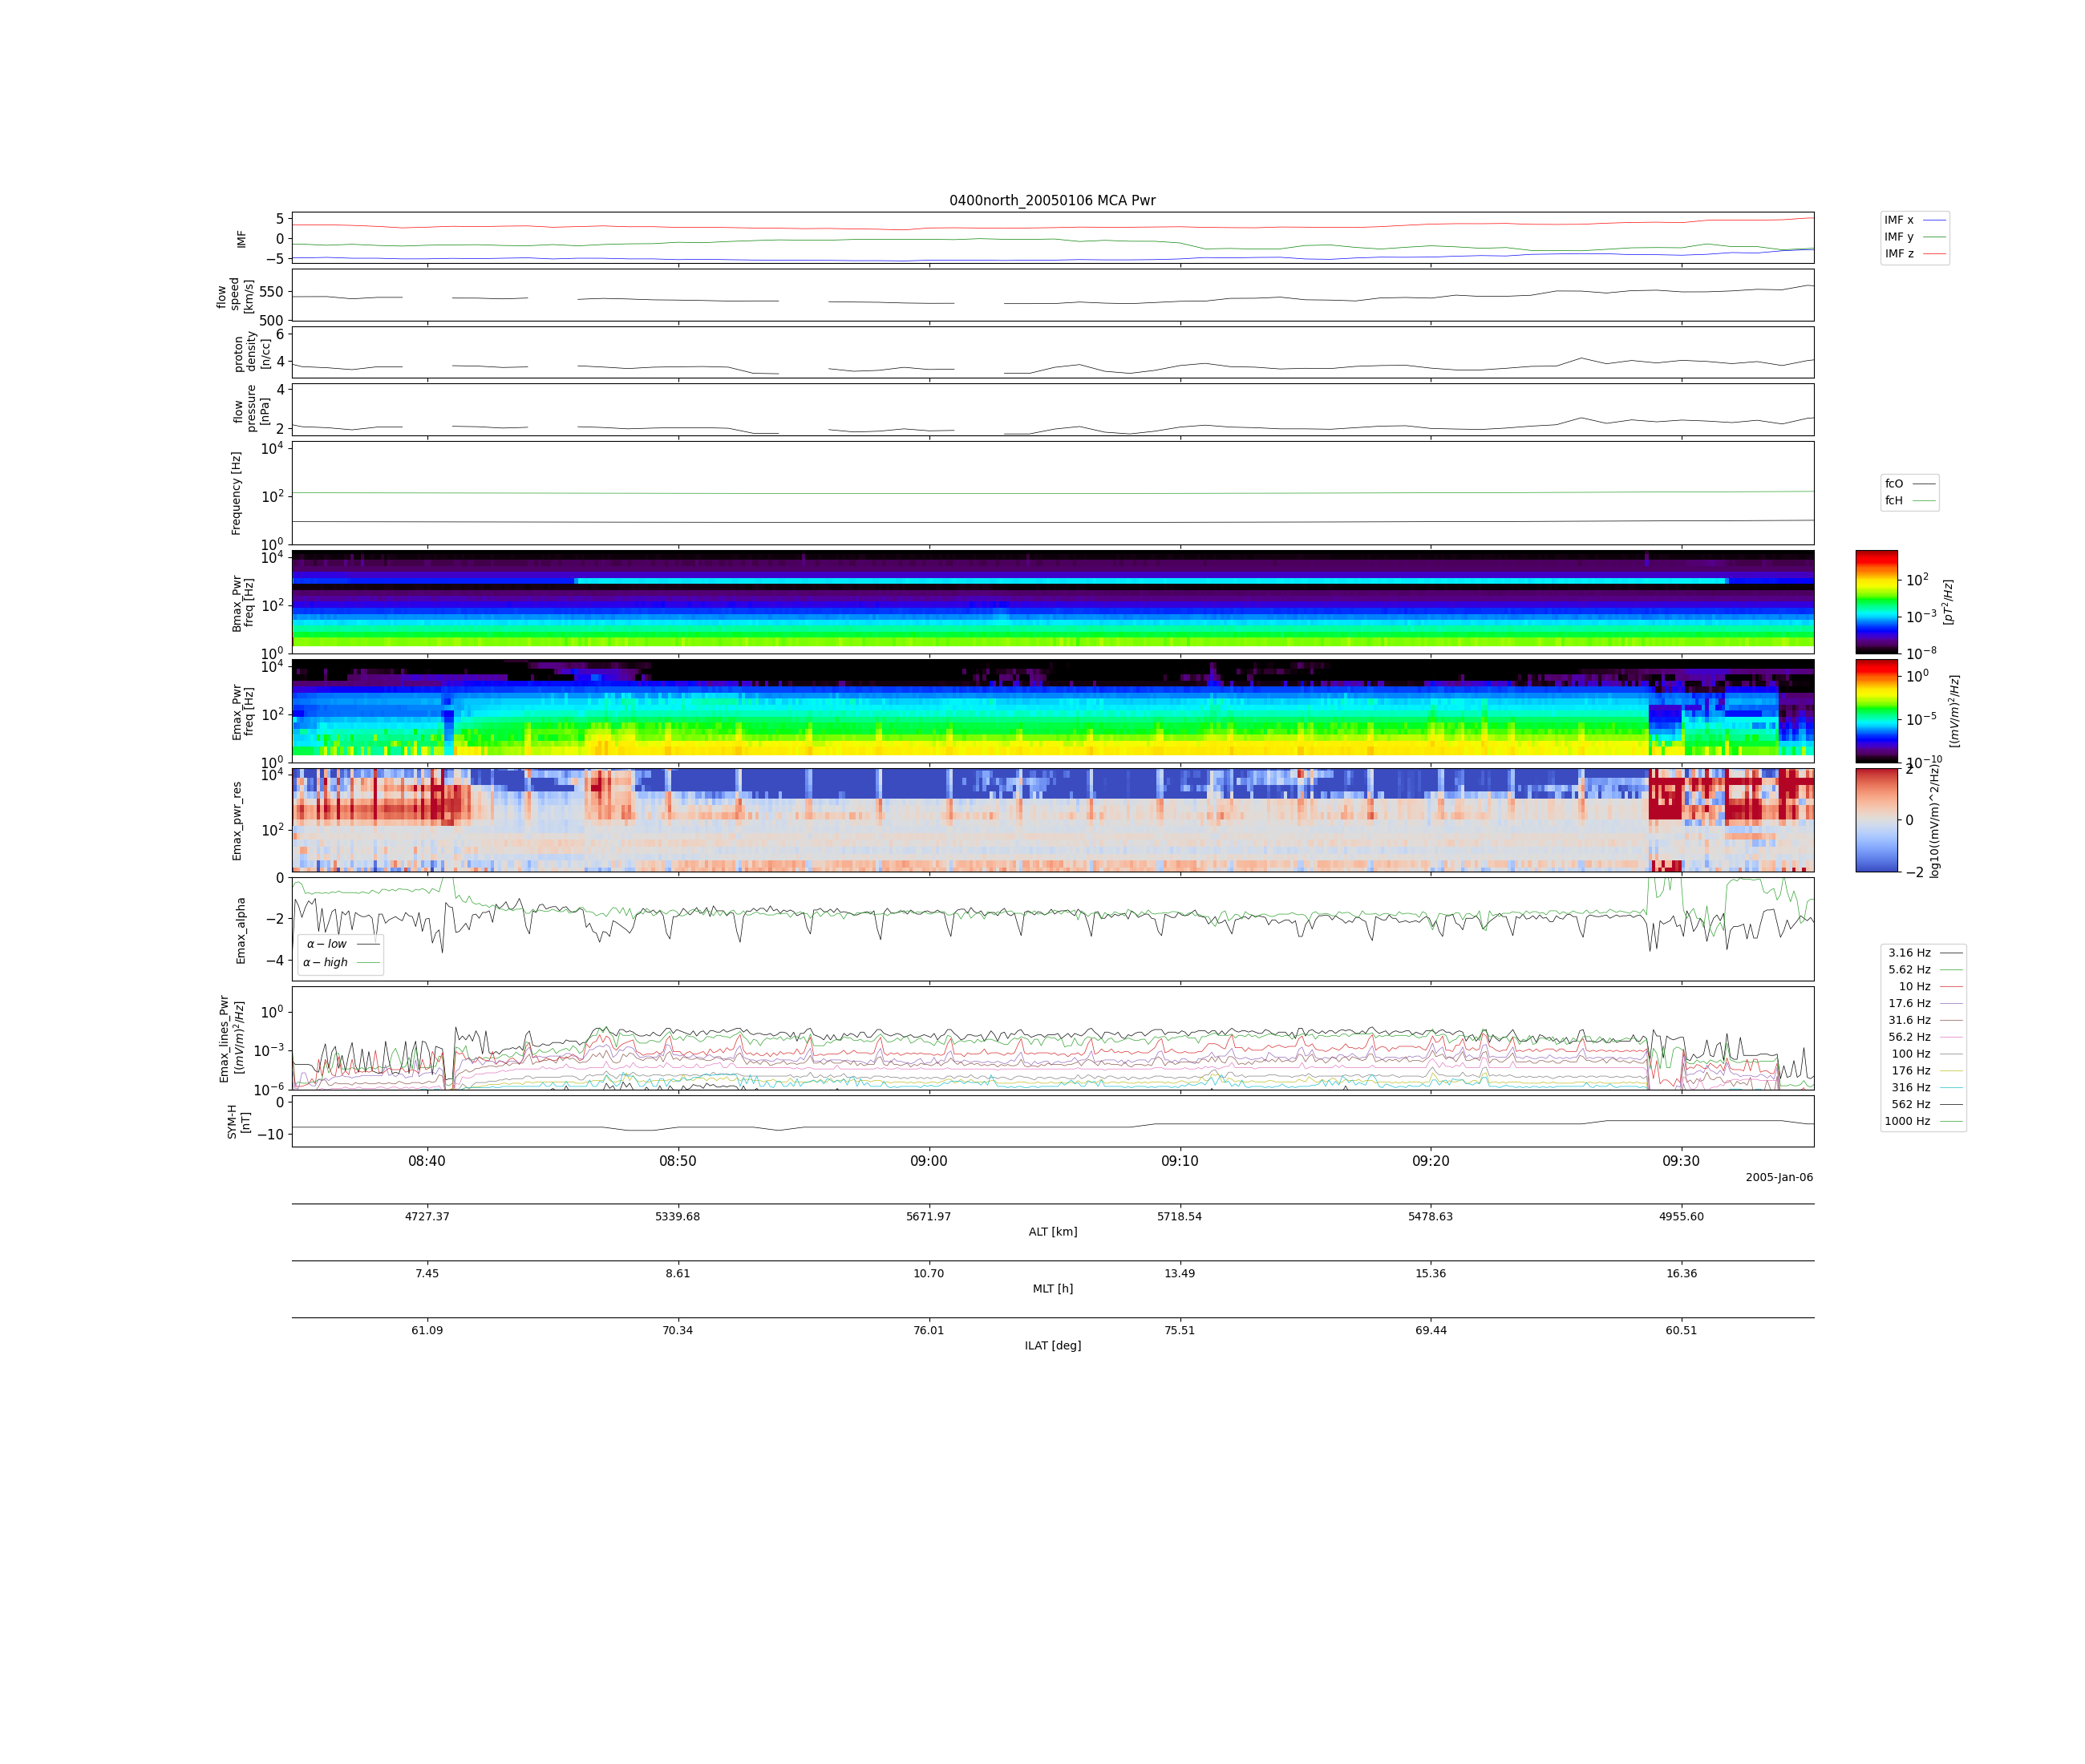 0400north_20050106 MCA Pwr
IMF
5
0
−5
IMF x
IMF y
IMF z
flow
speed
[km/s]
550
500
proton
density
[n/cc]
6
4
flow
pressure
[nPa]
4
2
Frequency [Hz]
10^4
10^2
10^0
fcO
fcH
Bmax_Pwr
freq [Hz]
10^4
10^2
10^0
10^2
10^−3
10^−8
[pT^2/Hz]
Emax_Pwr
freq [Hz]
10^4
10^2
10^0
10^0
10^−5
10^−10
[(mV/m)^2/Hz]
Emax_pwr_res
10^4
10^2
2
0
−2
log10((mV/m)^2/Hz)
Emax_alpha
0
−2
−4
α − low
α − high
Emax_lines_Pwr
[(mV/m)^2/Hz]
10^0
10^−3
10^−6
3.16 Hz
5.62 Hz
10 Hz
17.6 Hz
31.6 Hz
56.2 Hz
100 Hz
176 Hz
316 Hz
562 Hz
1000 Hz
SYM-H
[nT]
0
−10
08:40 08:50 09:00 09:10 09:20 09:30
2005-Jan-06
4727.37 5339.68 5671.97 5718.54 5478.63 4955.60
ALT [km]
7.45 8.61 10.70 13.49 15.36 16.36
MLT [h]
61.09 70.34 76.01 75.51 69.44 60.51
ILAT [deg]